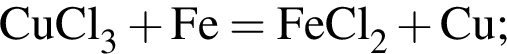 CuCl₃ + Fe = FeCl₂ + Cu;